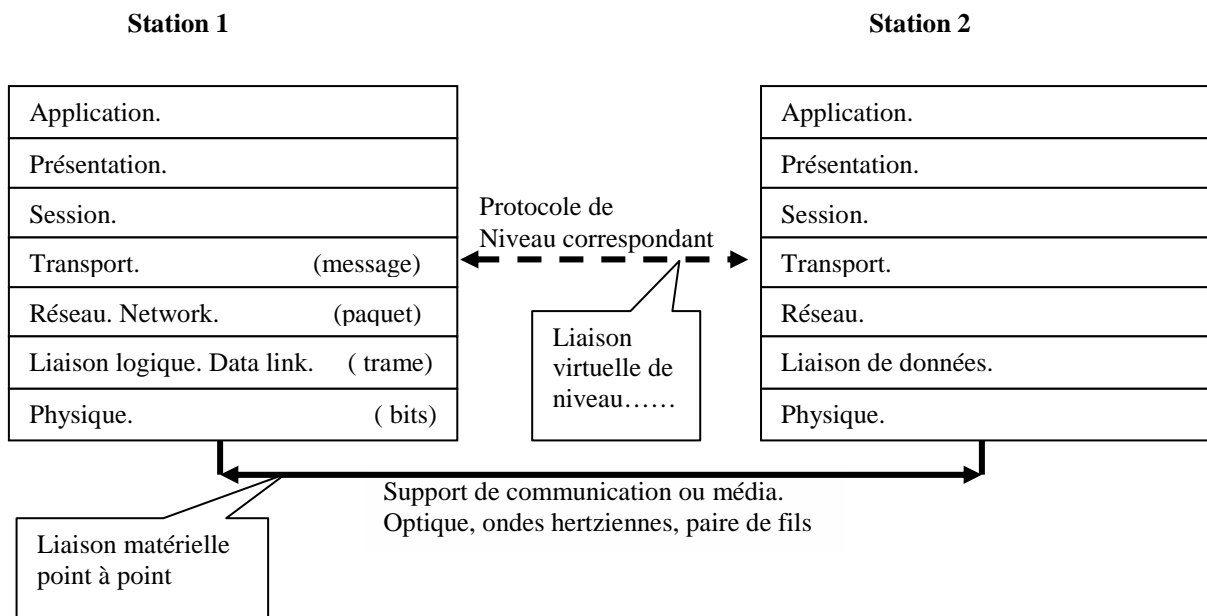 Station 1
Station 2
Application.
Présentation.
Session.
Transport. (message)
Réseau. Network. (paquet)
Liaison logique. Data link. ( trame)
Physique. ( bits)
Protocole de
Niveau correspondant
Liaison
virtuelle de
niveau……
Application.
Présentation.
Session.
Transport.
Réseau.
Liaison de données.
Physique.
Support de communication ou média.
Optique, ondes hertziennes, paire de fils
Liaison matérielle
point à point